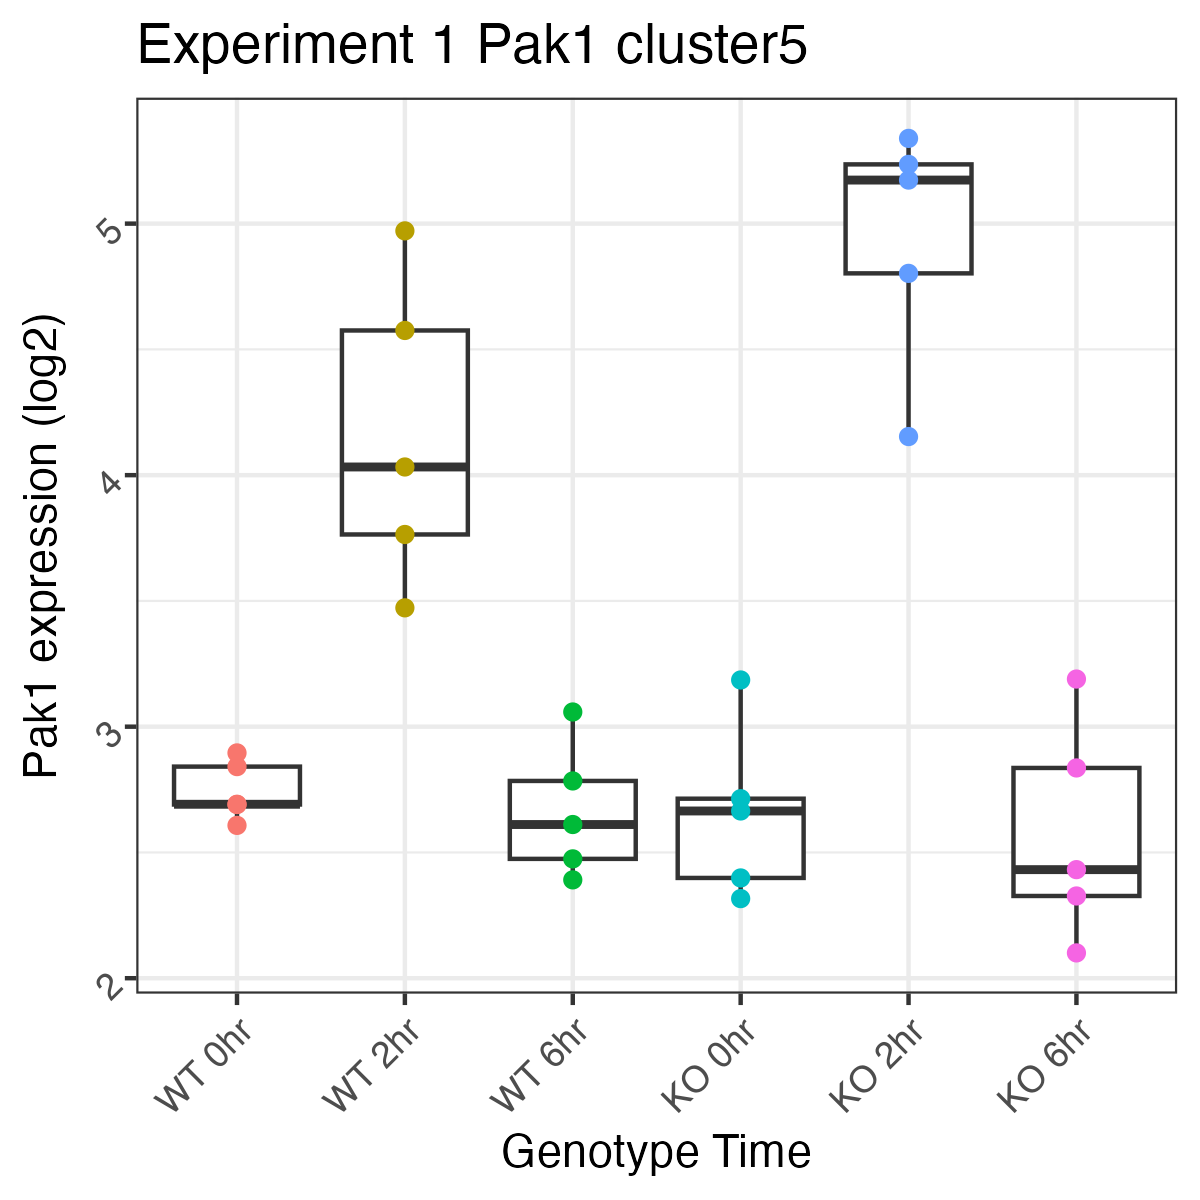 Experiment 1 Pak1 cluster5
Pak1 expression (log2)
5
4
3
2
WT 0hr
WT 2hr
WT 6hr
KO 0hr
KO 2hr
KO 6hr
Genotype Time